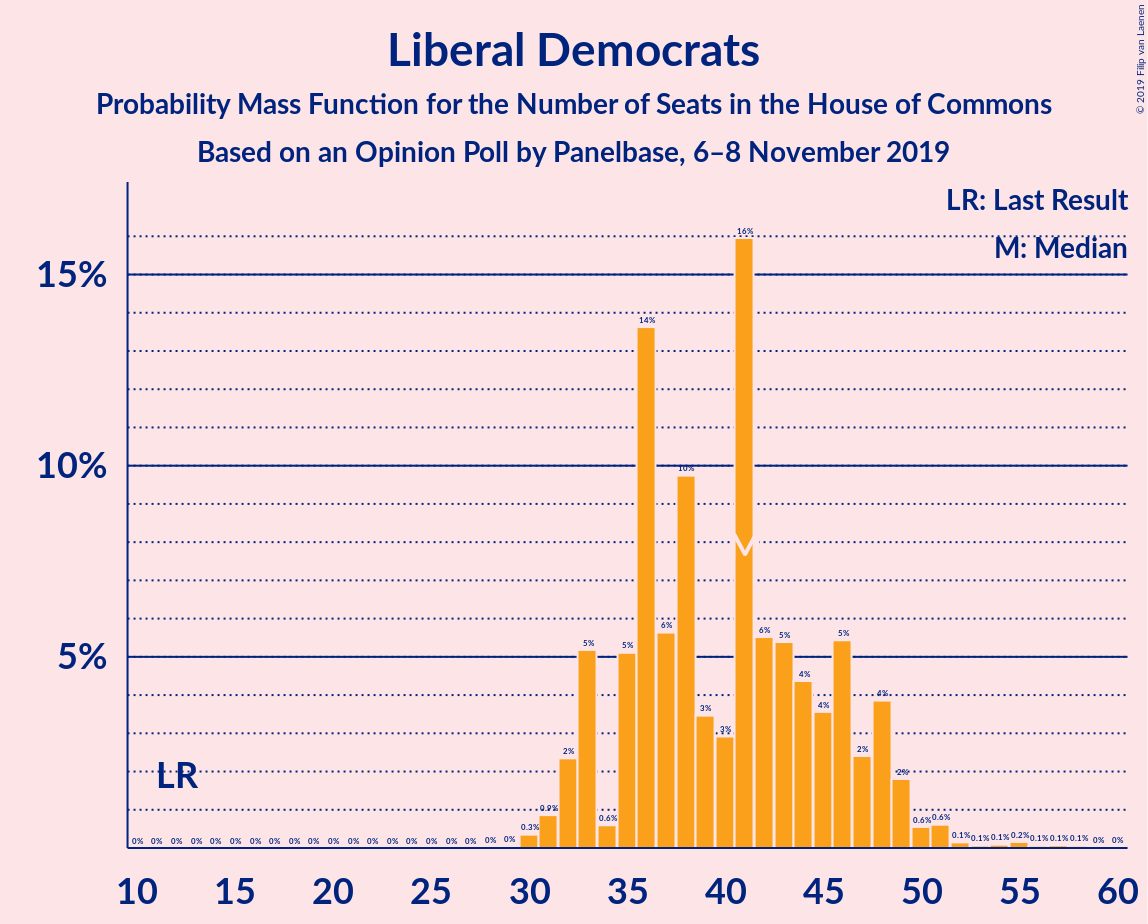 Liberal Democrats
Probability Mass Function for the Number of Seats in the House of Commons
Based on an Opinion Poll by Panelbase, 6–8 November 2019
© 2019 Filip van Laenen
LR: Last Result
M: Median
15%
10%
5%
LR
M
0% 0% 0% 0% 0% 0% 0% 0% 0% 0% 0% 0% 0% 0% 0% 0% 0% 0% 0% 0% 0.3% 0.9% 2% 5% 0.6% 5% 14% 6% 10% 3% 3% 16% 6% 5% 4% 4% 5% 2% 4% 2% 0.6% 0.6% 0.1% 0.1% 0.1% 0.2% 0.1% 0.1% 0.1% 0% 0%
10 15 20 25 30 35 40 45 50 55 60